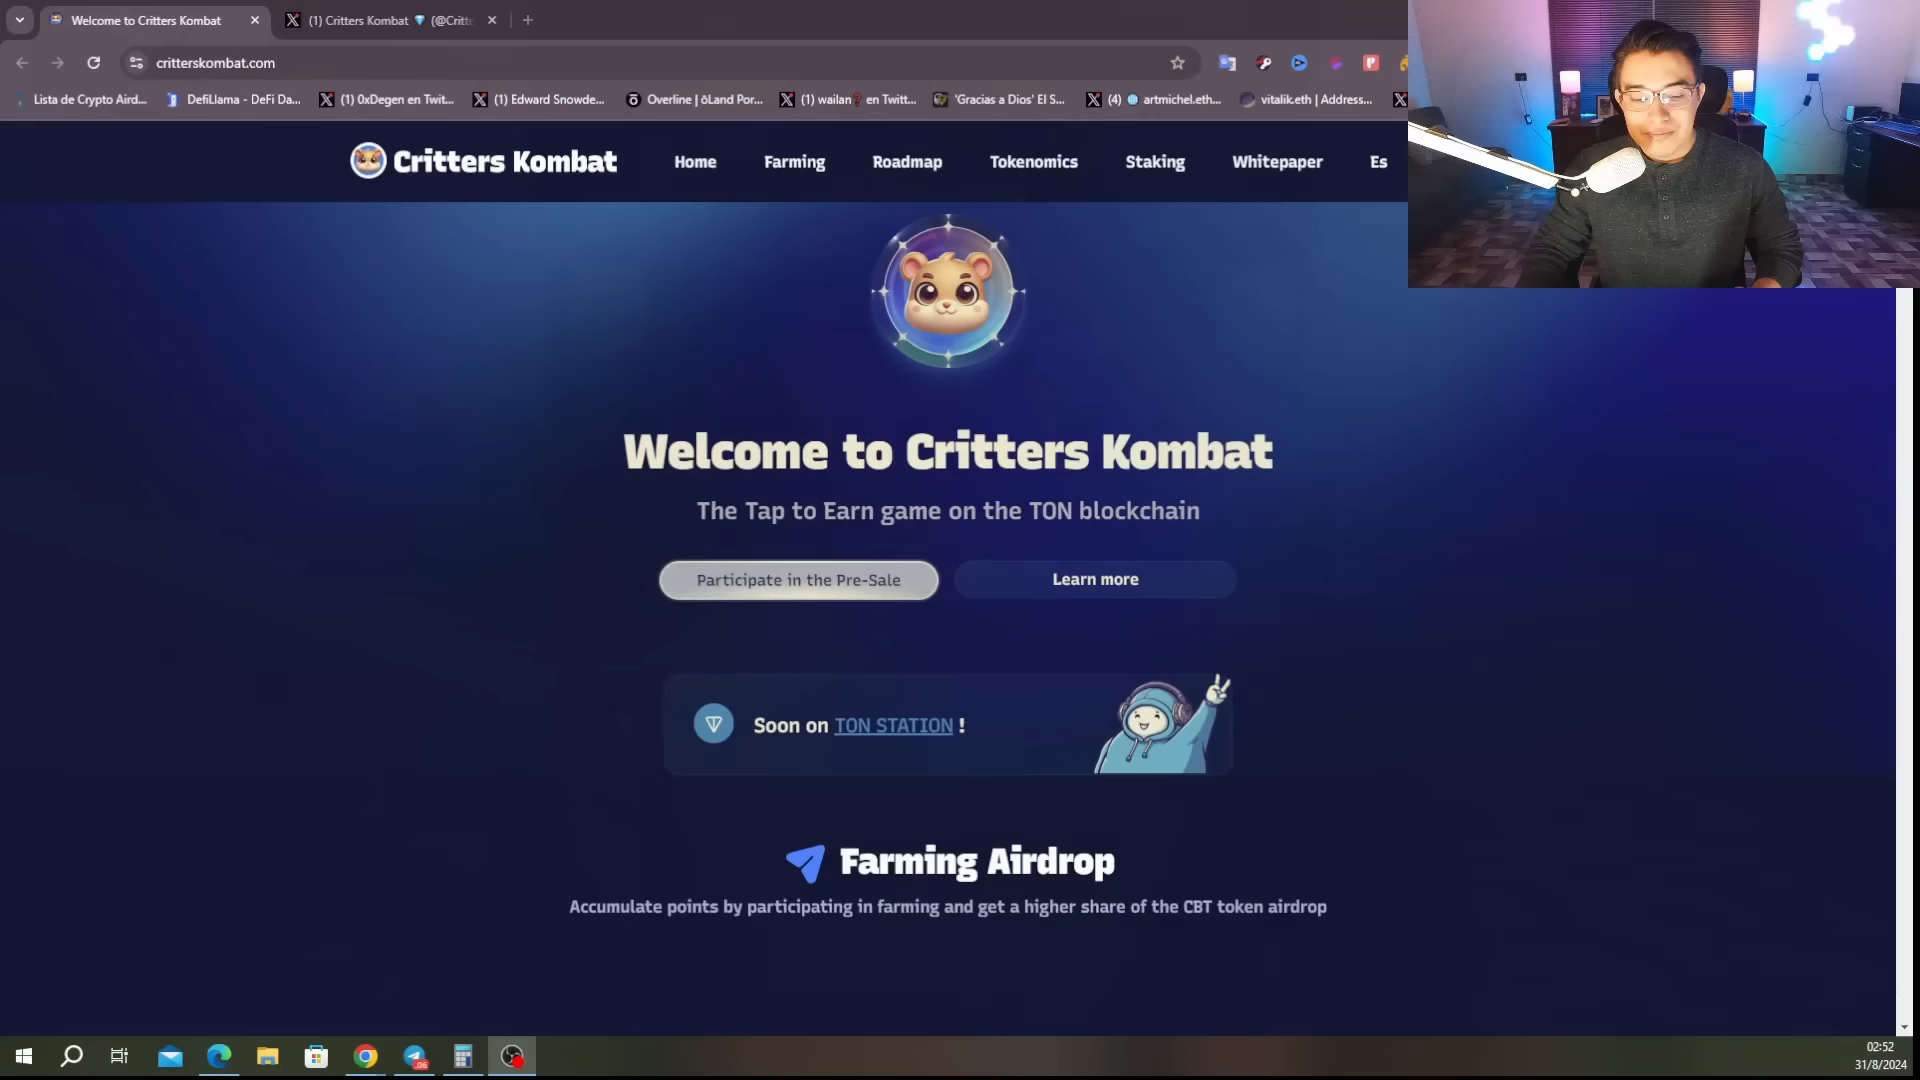 Welcome to Critters Kombat
(1) Critters Kombat 💎 (@Critte
critterskombat.com
Lista de Crypto Aird...
DefiLlama - DeFi Da...
(1) 0xDegen en Twit...
(1) Edward Snowde...
Overline | ōLand Por...
(1) wailan❓ en Twitt...
'Gracias a Dios' El S...
(4) 🔵 artmichel.eth...
vitalik.eth | Address...
Critters Kombat
Home
Farming
Roadmap
Tokenomics
Staking
Whitepaper
Es
Welcome to Critters Kombat
The Tap to Earn game on the TON blockchain
Participate in the Pre-Sale
Learn more
Soon on TON STATION !
Farming Airdrop
Accumulate points by participating in farming and get a higher share of the CBT token airdrop
02:52
31/8/2024